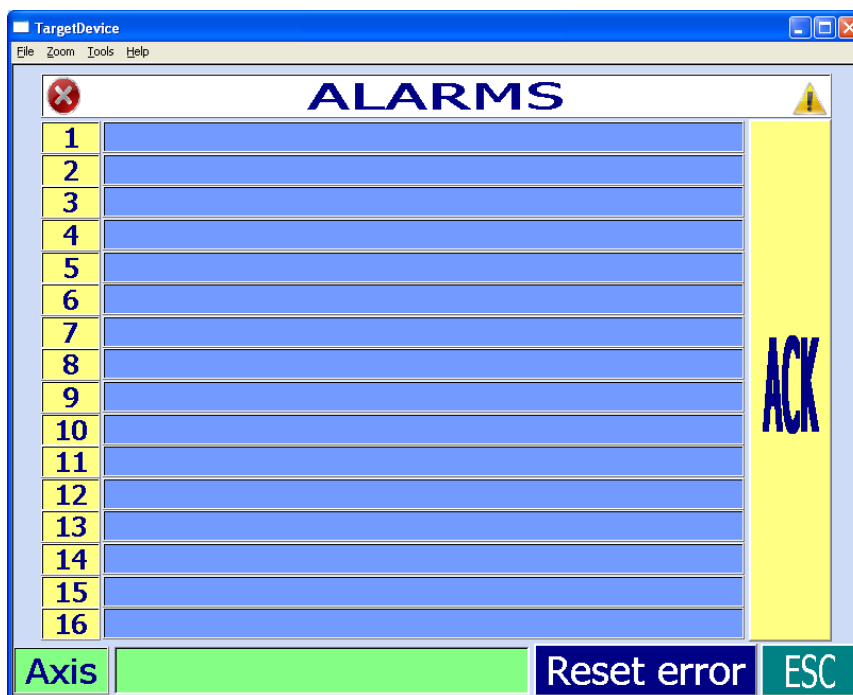 TargetDevice
File Zoom Tools Help
ALARMS
1
2
3
4
5
6
7
8
9
10
11
12
13
14
15
16
ACK
Axis
Reset error
ESC